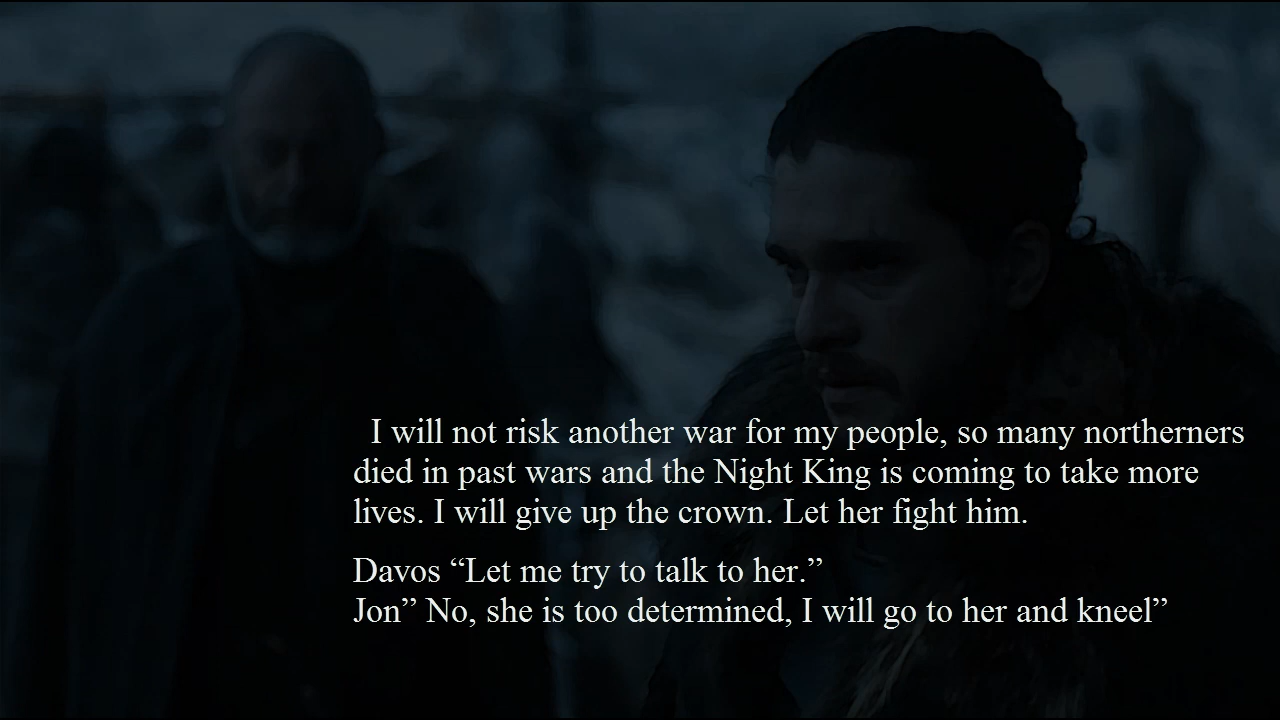 I will not risk another war for my people, so many northerners
died in past wars and the Night King is coming to take more
lives. I will give up the crown. Let her fight him.
Davos “Let me try to talk to her.”
Jon” No, she is too determined, I will go to her and kneel”